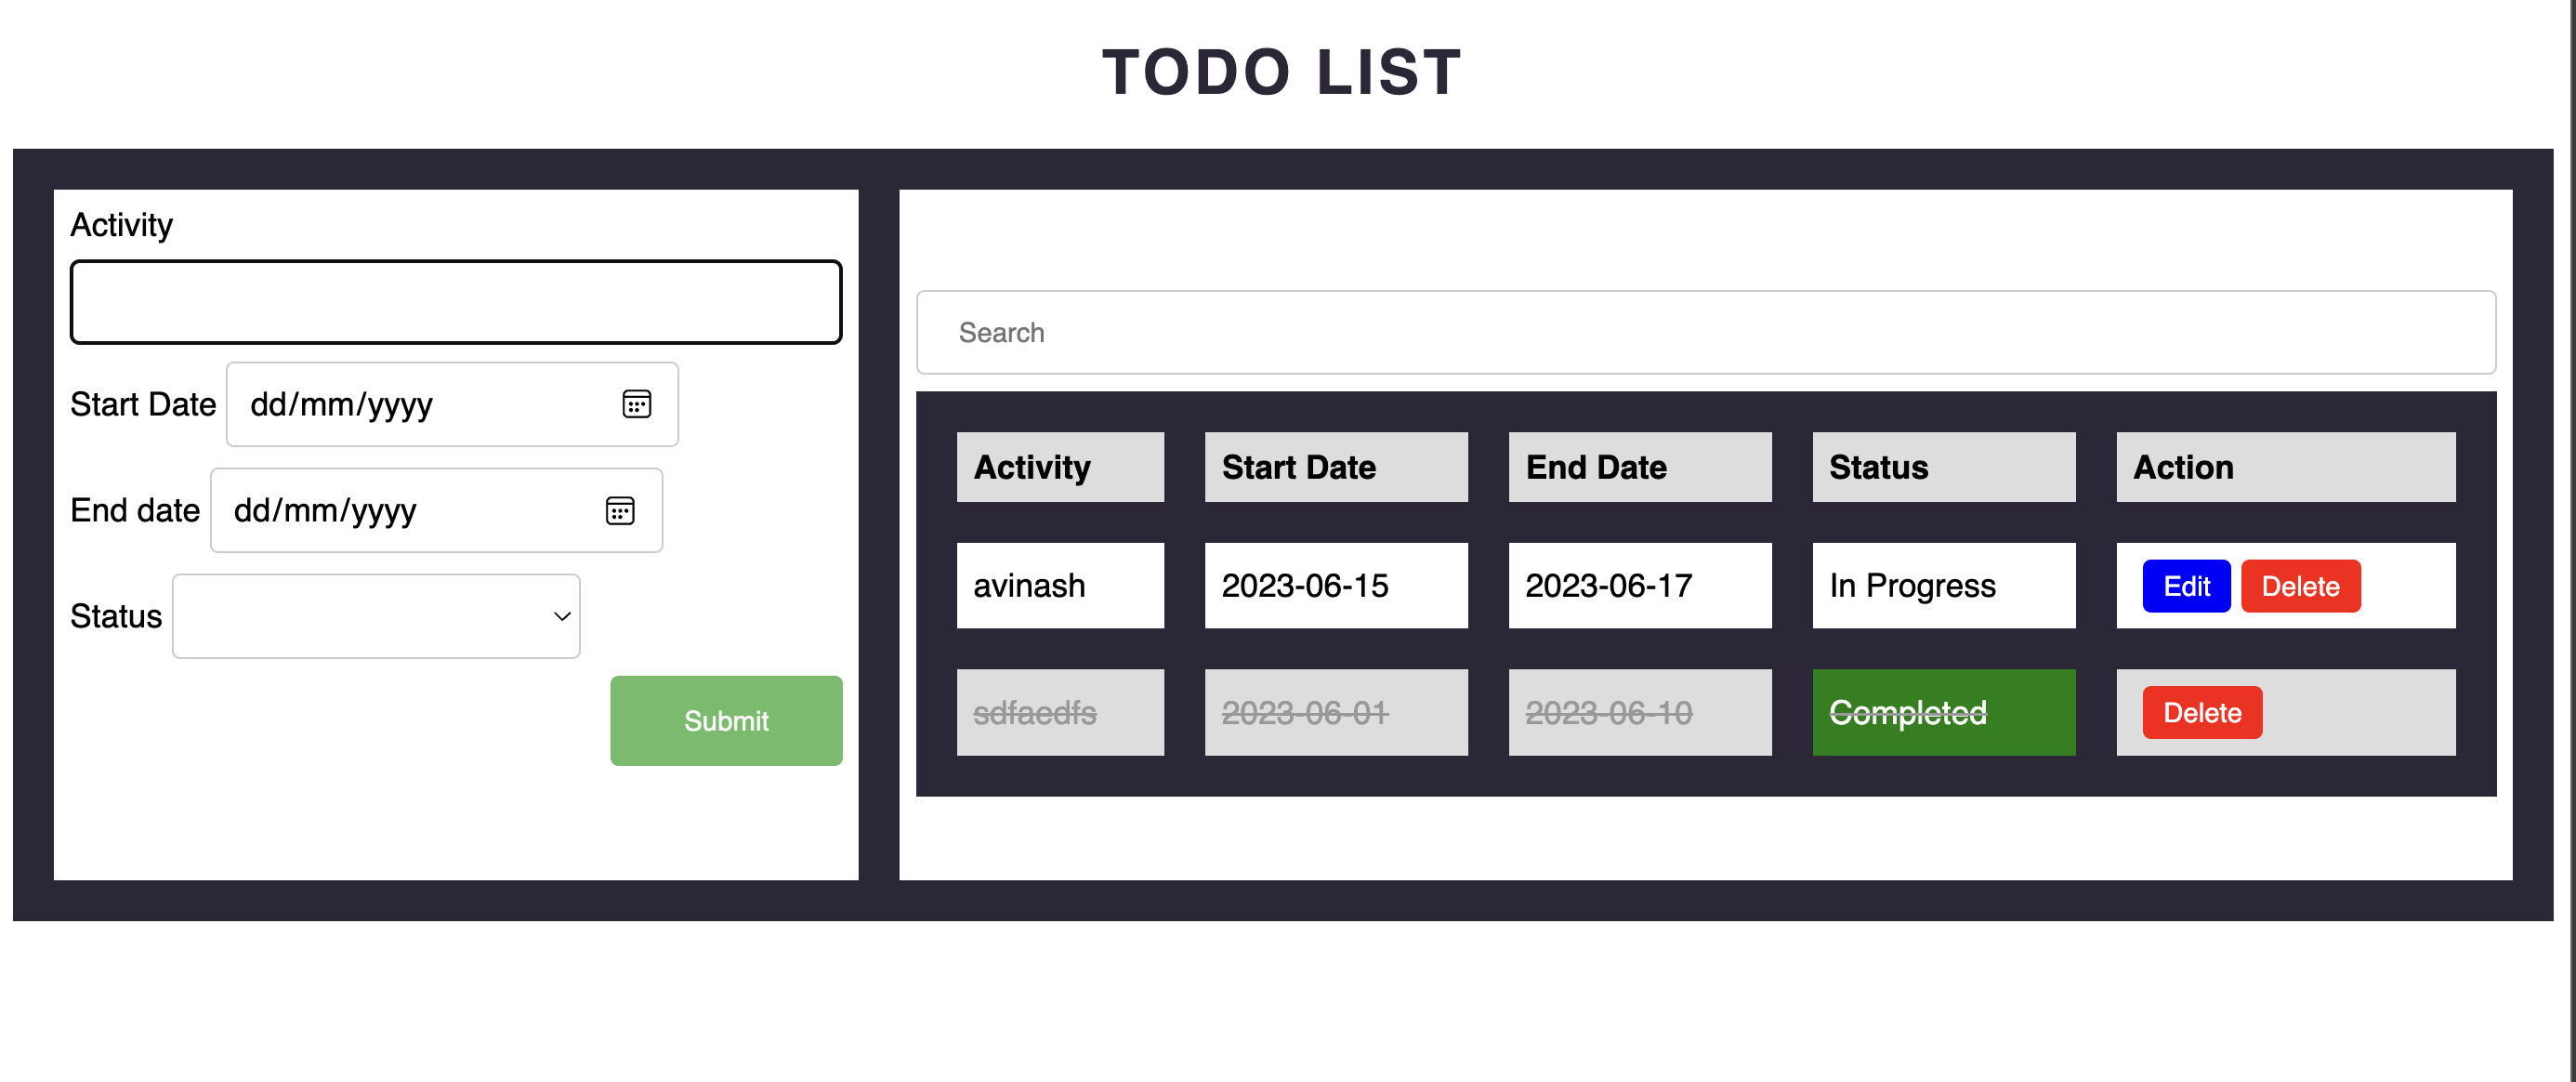 TODO LIST
Activity
Start Date dd/mm/yyyy
End date dd/mm/yyyy
Status
Submit
Search
Activity Start Date End Date Status Action
avinash 2023-06-15 2023-06-17 In Progress Edit Delete
sdfaedfs 2023-06-01 2023-06-10 Completed Delete